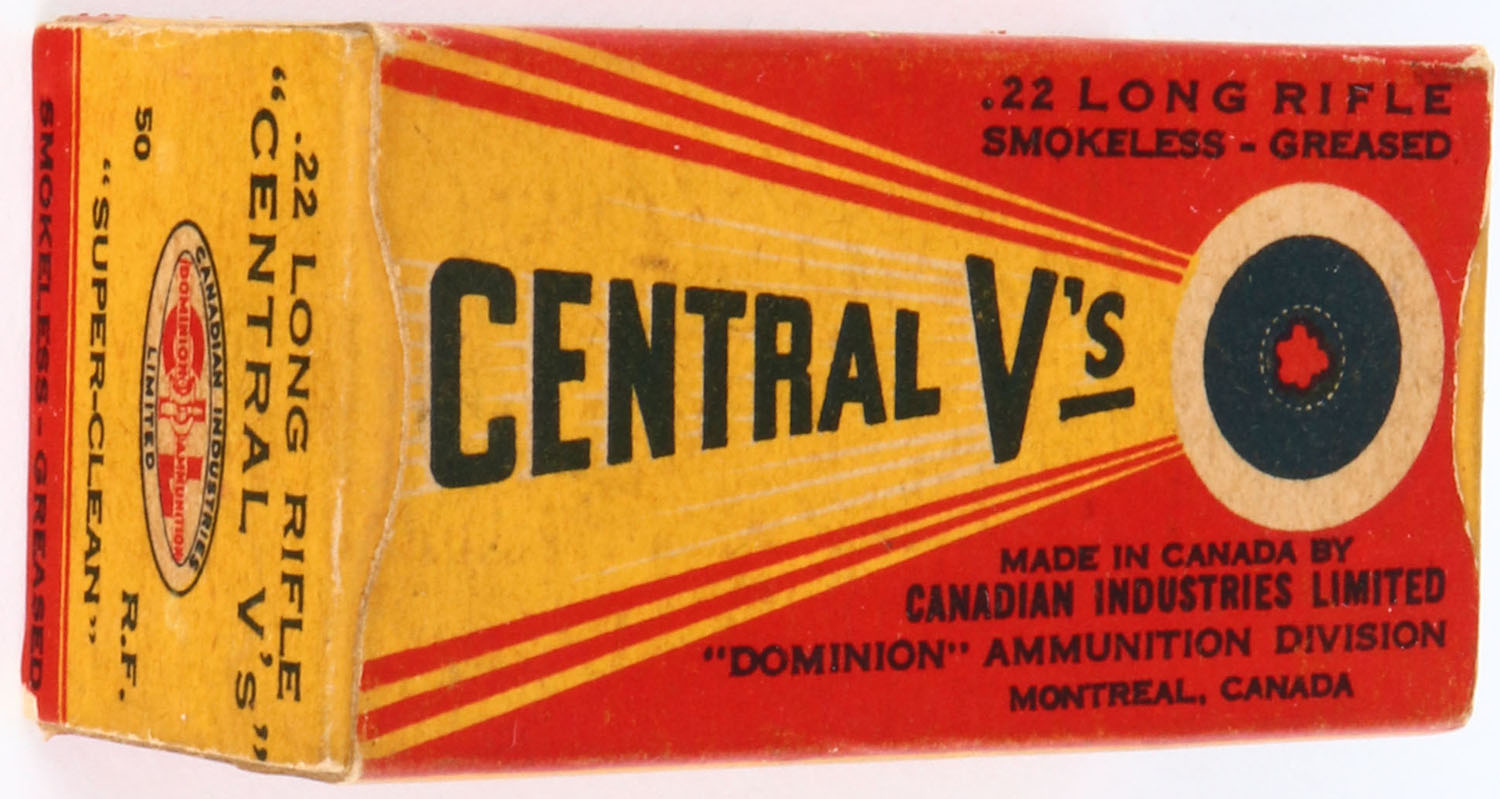 .22 LONG RIFLE
SMOKELESS - GREASED
CENTRAL V's
MADE IN CANADA BY
CANADIAN INDUSTRIES LIMITED
"DOMINION" AMMUNITION DIVISION
MONTREAL, CANADA
.22 LONG RIFLE
"CENTRAL V'S"
CANADIAN INDUSTRIES
DOMINION
AMMUNITION
LIMITED
50 R.F.
"SUPER-CLEAN"
SMOKELESS - GREASED